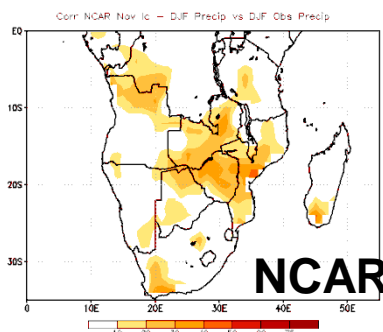 Corr NCAR Nov Ic – DJF Precip vs DJF Obs Precip
EQ
10S
20S
30S
0
10E
20E
30E
40E
50E
NCAR